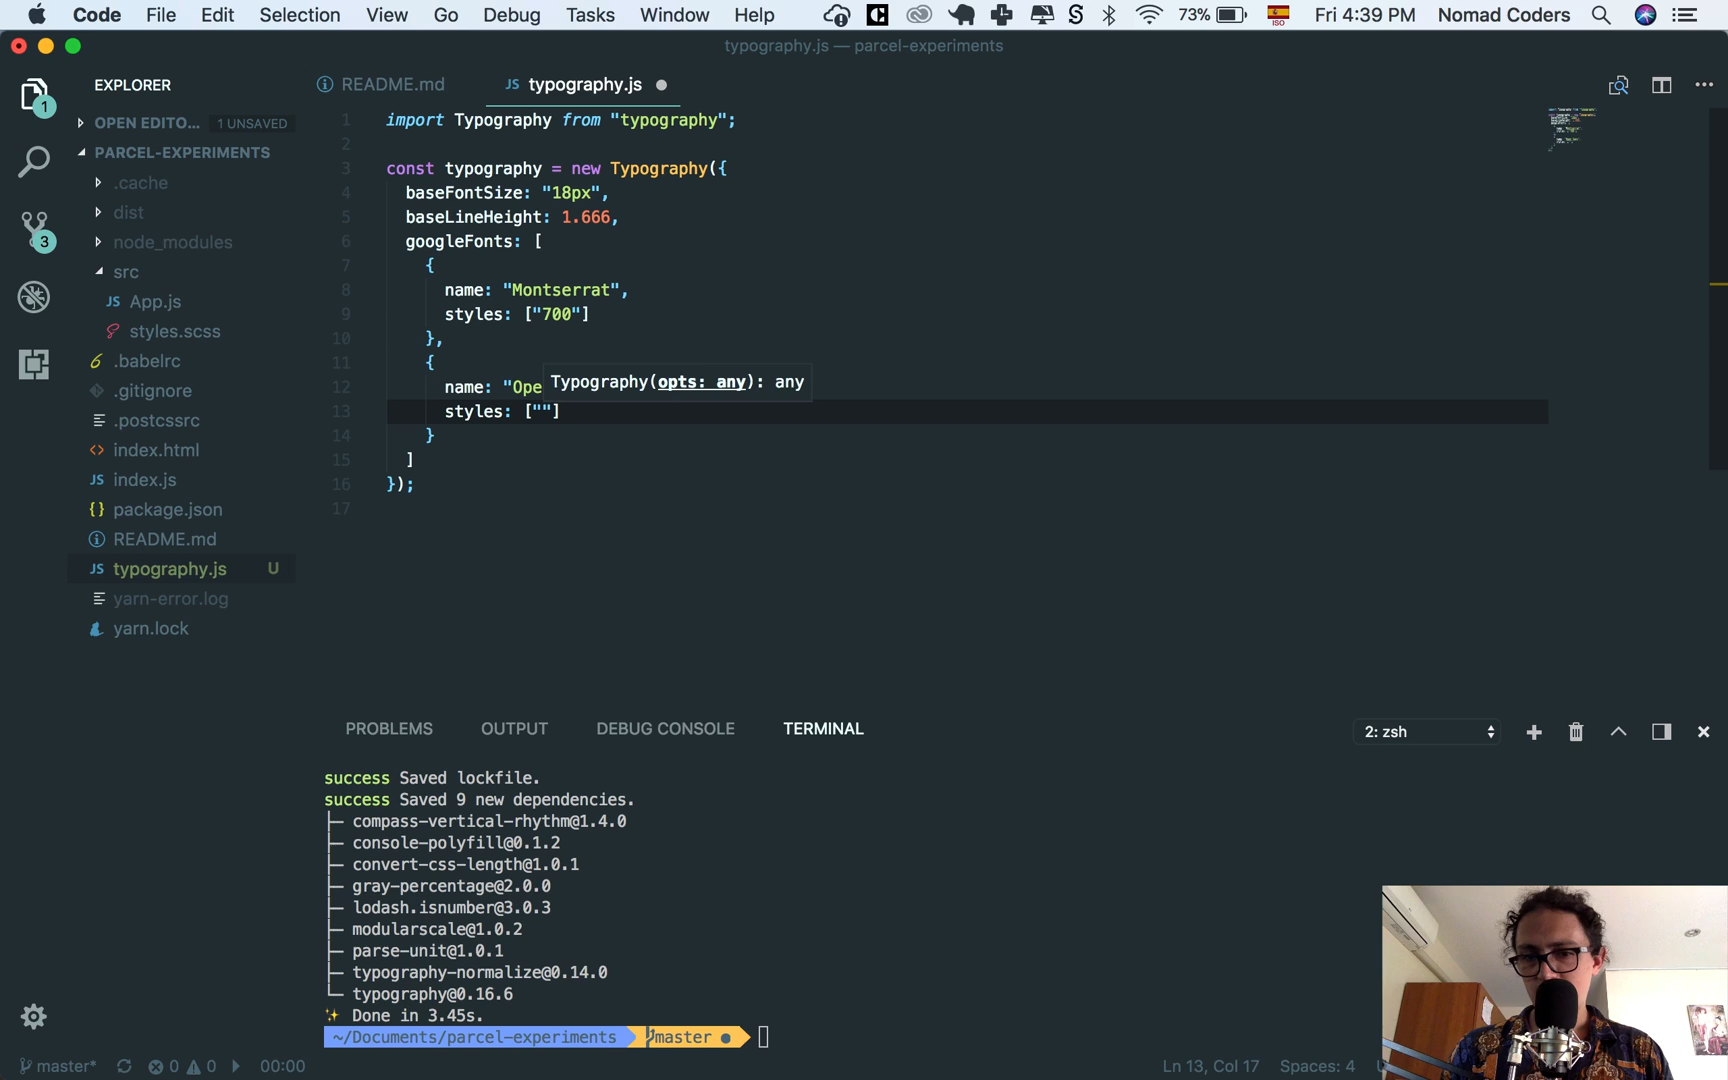 Code File Edit Selection View Go Debug Tasks Window Help 73% ISO Fri 4:39 PM Nomad Coders
typography.js — parcel-experiments
EXPLORER
README.md
JS typography.js
1
OPEN EDITO... 1 UNSAVED
PARCEL-EXPERIMENTS
.cache
dist
3
node_modules
src
JS App.js
styles.scss
.babelrc
.gitignore
.postcssrc
index.html
JS index.js
package.json
README.md
JS typography.js U
yarn-error.log
yarn.lock
1 import Typography from "typography";
2
3 const typography = new Typography({
4 baseFontSize: "18px",
5 baseLineHeight: 1.666,
6 googleFonts: [
7 {
8 name: "Montserrat",
9 styles: ["700"]
10 },
11 {
12 name: "Ope
Typography(opts: any): any
13 styles: [""]
14 }
15 ]
16 });
17
PROBLEMS OUTPUT DEBUG CONSOLE TERMINAL
2: zsh
success Saved lockfile.
success Saved 9 new dependencies.
├─ compass-vertical-rhythm@1.4.0
├─ console-polyfill@0.1.2
├─ convert-css-length@1.0.1
├─ gray-percentage@2.0.0
├─ lodash.isnumber@3.0.3
├─ modularscale@1.0.2
├─ parse-unit@1.0.1
├─ typography-normalize@0.14.0
└─ typography@0.16.6
✨ Done in 3.45s.
~/Documents/parcel-experiments master ●
master* 0 0 00:00 Ln 13, Col 17 Spaces: 4